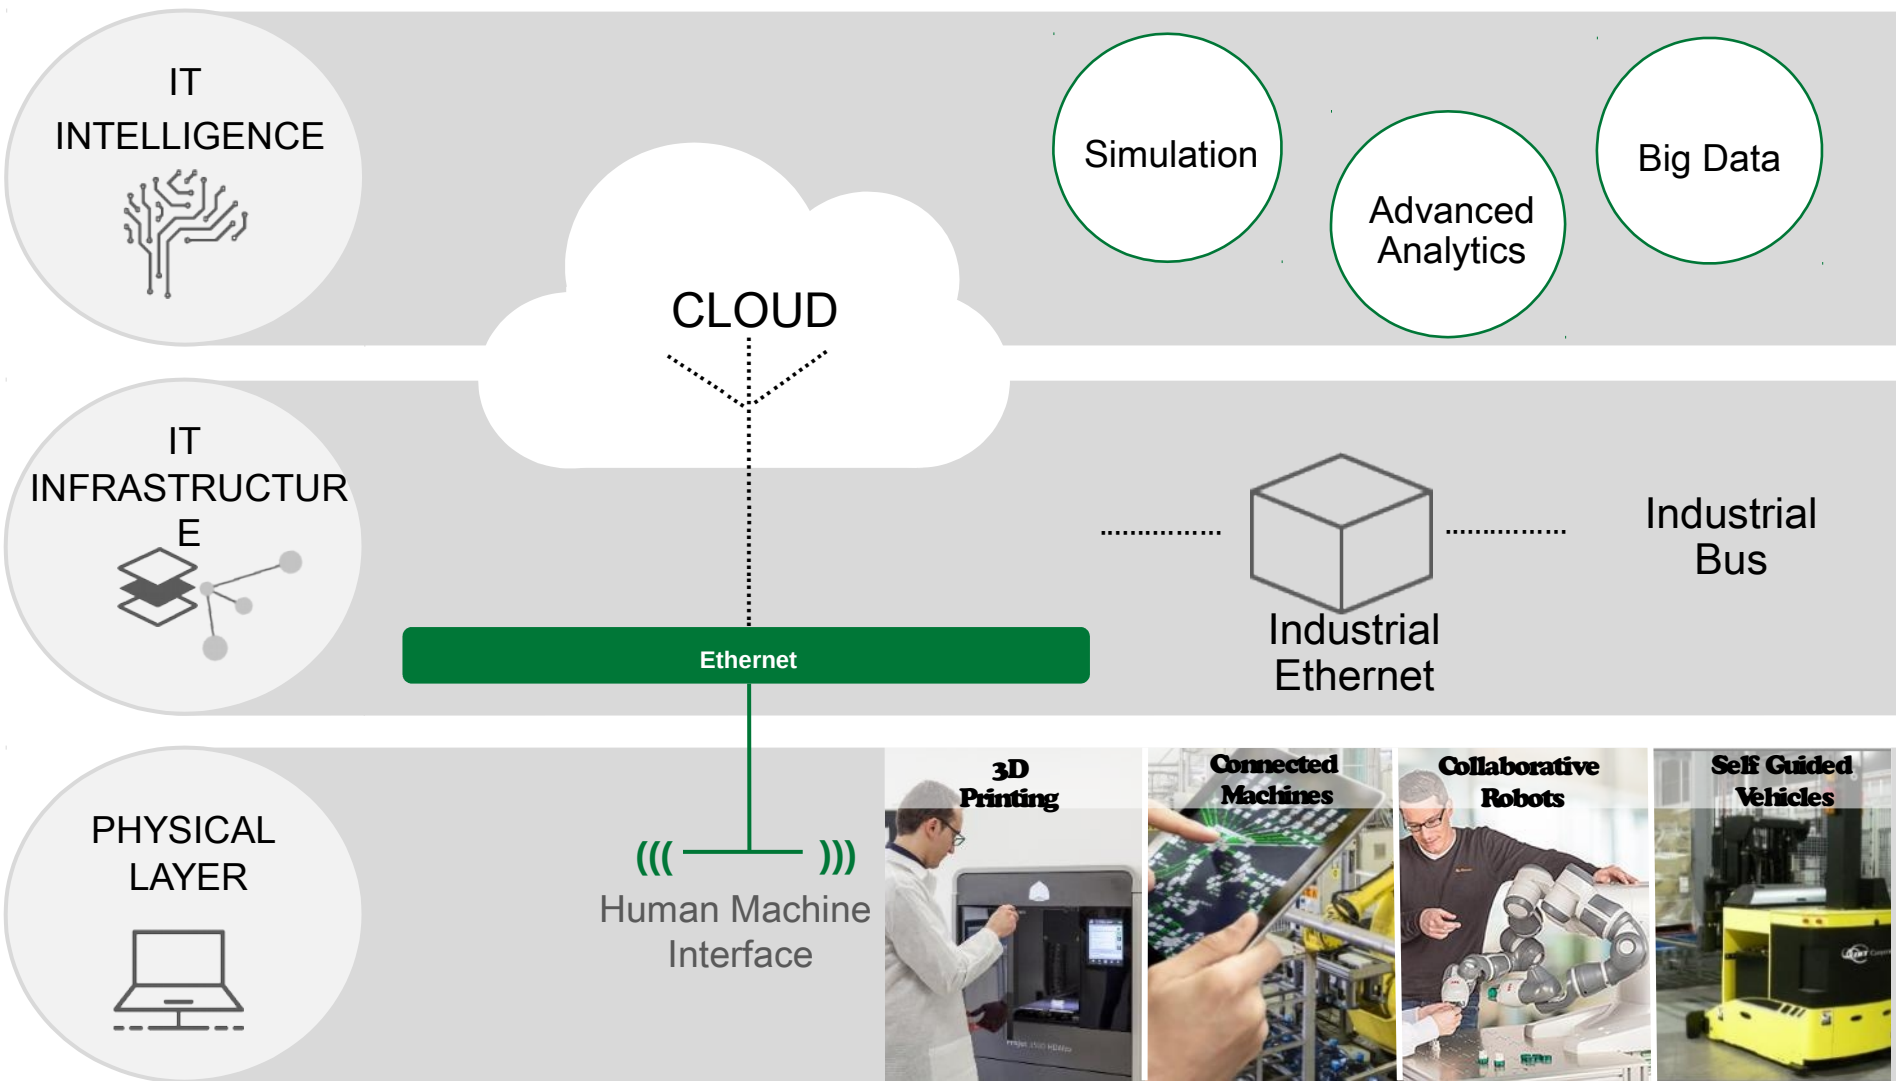 IT
INTELLIGENCE
Simulation
Advanced
Analytics
Big Data
CLOUD
IT
INFRASTRUCTUR
E
Industrial
Ethernet
Industrial
Bus
Ethernet
PHYSICAL
LAYER
((( )))
Human Machine
Interface
3D
Printing
Connected
Machines
Collaborative
Robots
Self Guided
Vehicles